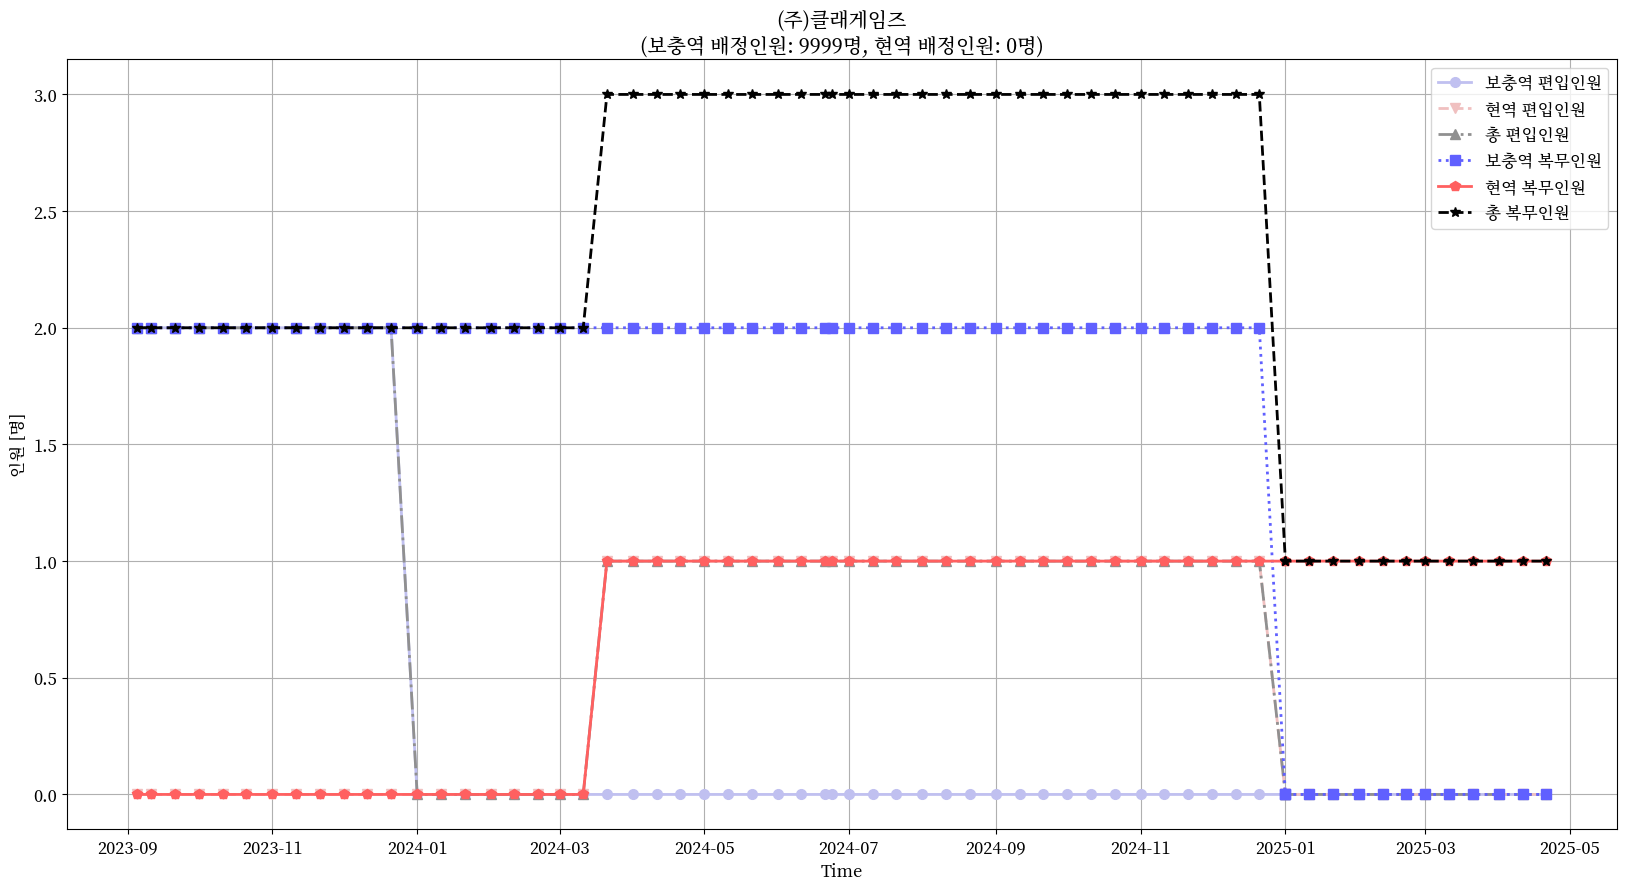 (주)클래게임즈
(보충역 배정인원: 9999명, 현역 배정인원: 0명)
보충역 편입인원
현역 편입인원
총 편입인원
보충역 복무인원
현역 복무인원
총 복무인원
인원 [명]
3.0
2.5
2.0
1.5
1.0
0.5
0.0
2023-09
2023-11
2024-01
2024-03
2024-05
2024-07
2024-09
2024-11
2025-01
2025-03
2025-05
Time